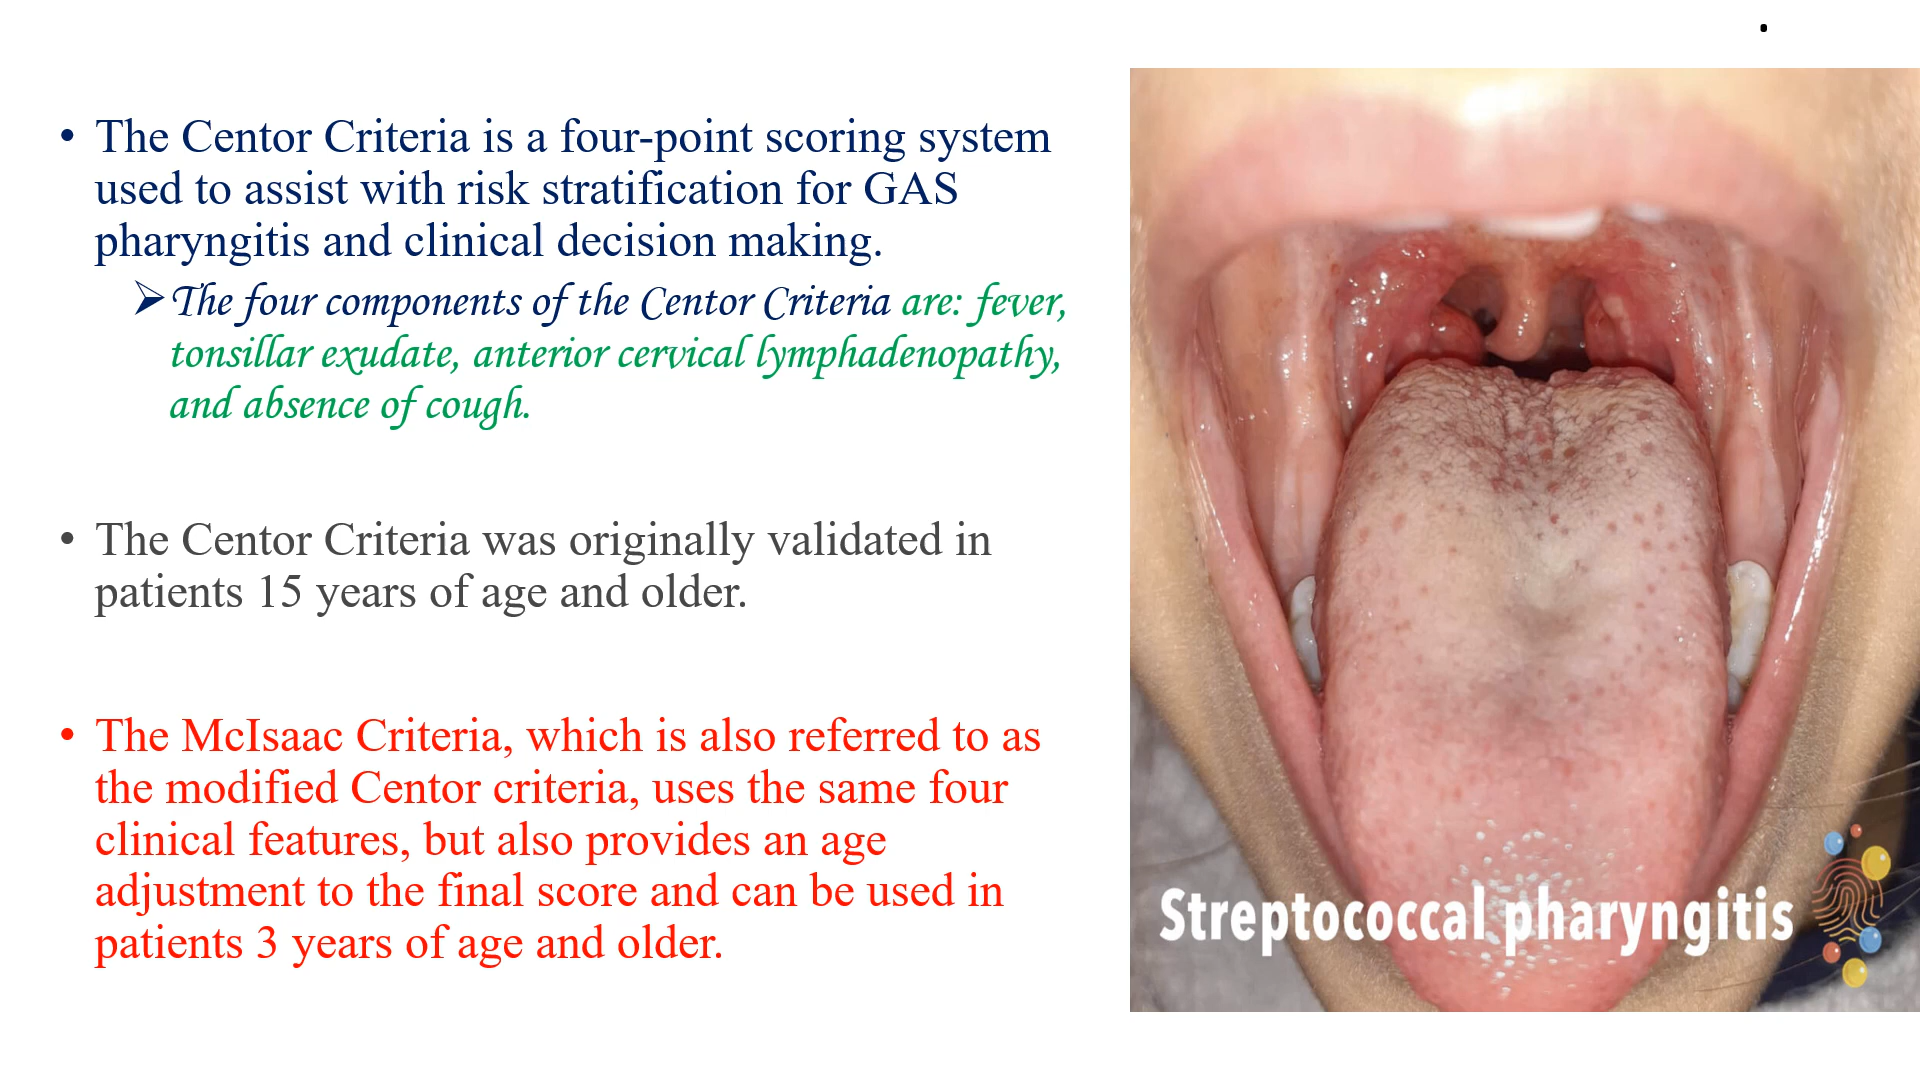 • The Centor Criteria is a four-point scoring system
used to assist with risk stratification for GAS
pharyngitis and clinical decision making.
➢ The four components of the Centor Criteria are: fever,
tonsillar exudate, anterior cervical lymphadenopathy,
and absence of cough.
• The Centor Criteria was originally validated in
patients 15 years of age and older.
• The McIsaac Criteria, which is also referred to as
the modified Centor criteria, uses the same four
clinical features, but also provides an age
adjustment to the final score and can be used in
patients 3 years of age and older.
Streptococcal pharyngitis